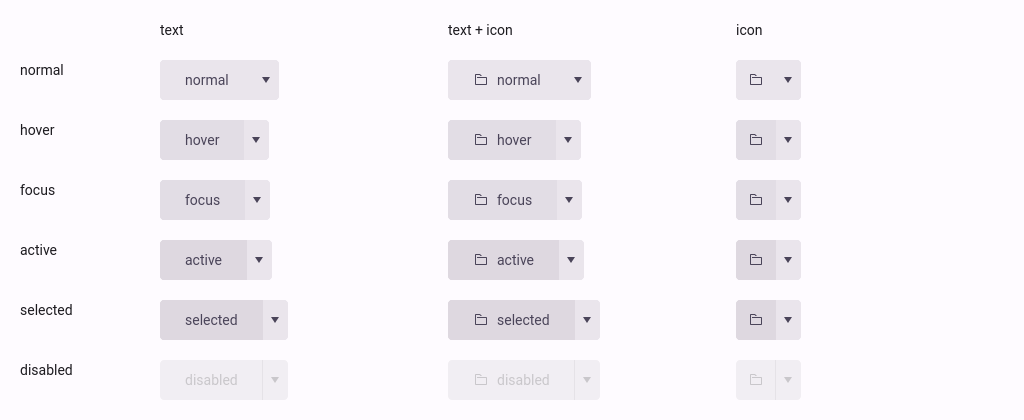 text text + icon icon
normal normal normal
hover hover hover
focus focus focus
active active active
selected selected selected
disabled disabled disabled